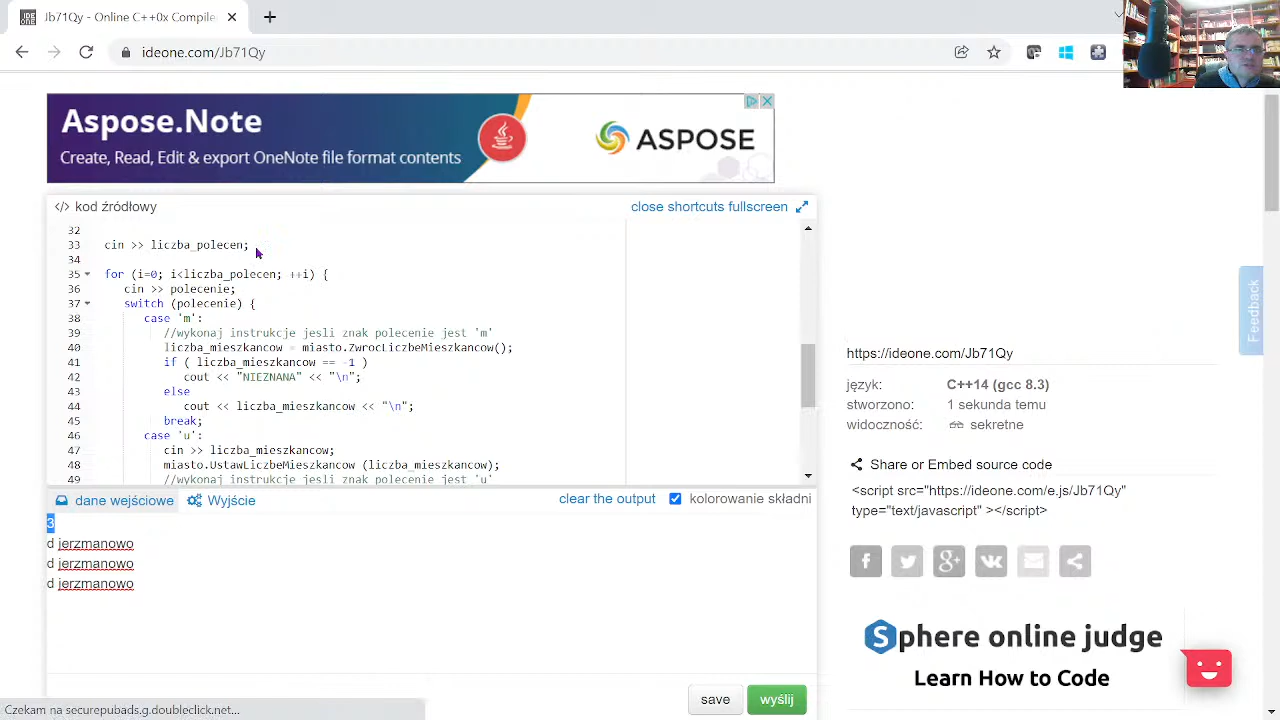 Jb71Qy - Online C++0x Compile
ideone.com/Jb71Qy
Aspose.Note
Create, Read, Edit & export OneNote file format contents
ASPOSE
</> kod źródłowy
close shortcuts fullscreen
32
33 cin >> liczba_polecen;
34
35 for (i=0; i<liczba_polecen; ++i) {
36 cin >> polecenie;
37 switch (polecenie) {
38 case 'm':
39 //wykonaj instrukcje jesli znak polecenie jest 'm'
40 liczba_mieszkancow = miasto.ZwrocLiczbeMieszkancow();
41 if ( liczba_mieszkancow == -1 )
42 cout << "NIEZNANA" << "\n";
43 else
44 cout << liczba_mieszkancow << "\n";
45 break;
46 case 'u':
47 cin >> liczba_mieszkancow;
48 miasto.UstawLiczbeMieszkancow (liczba_mieszkancow);
49 //wykonaj instrukcje jesli znak polecenie jest 'u'
dane wejściowe
Wyjście
clear the output
kolorowanie składni
3
d jerzmanowo
d jerzmanowo
d jerzmanowo
save
wyślij
https://ideone.com/Jb71Qy
język: C++14 (gcc 8.3)
stworzono: 1 sekunda temu
widoczność: sekretne
Share or Embed source code
<script src="https://ideone.com/e.js/Jb71Qy"
type="text/javascript" ></script>
Sphere online judge
Learn How to Code
Feedback
Czekam na securepubads.g.doubleclick.net...